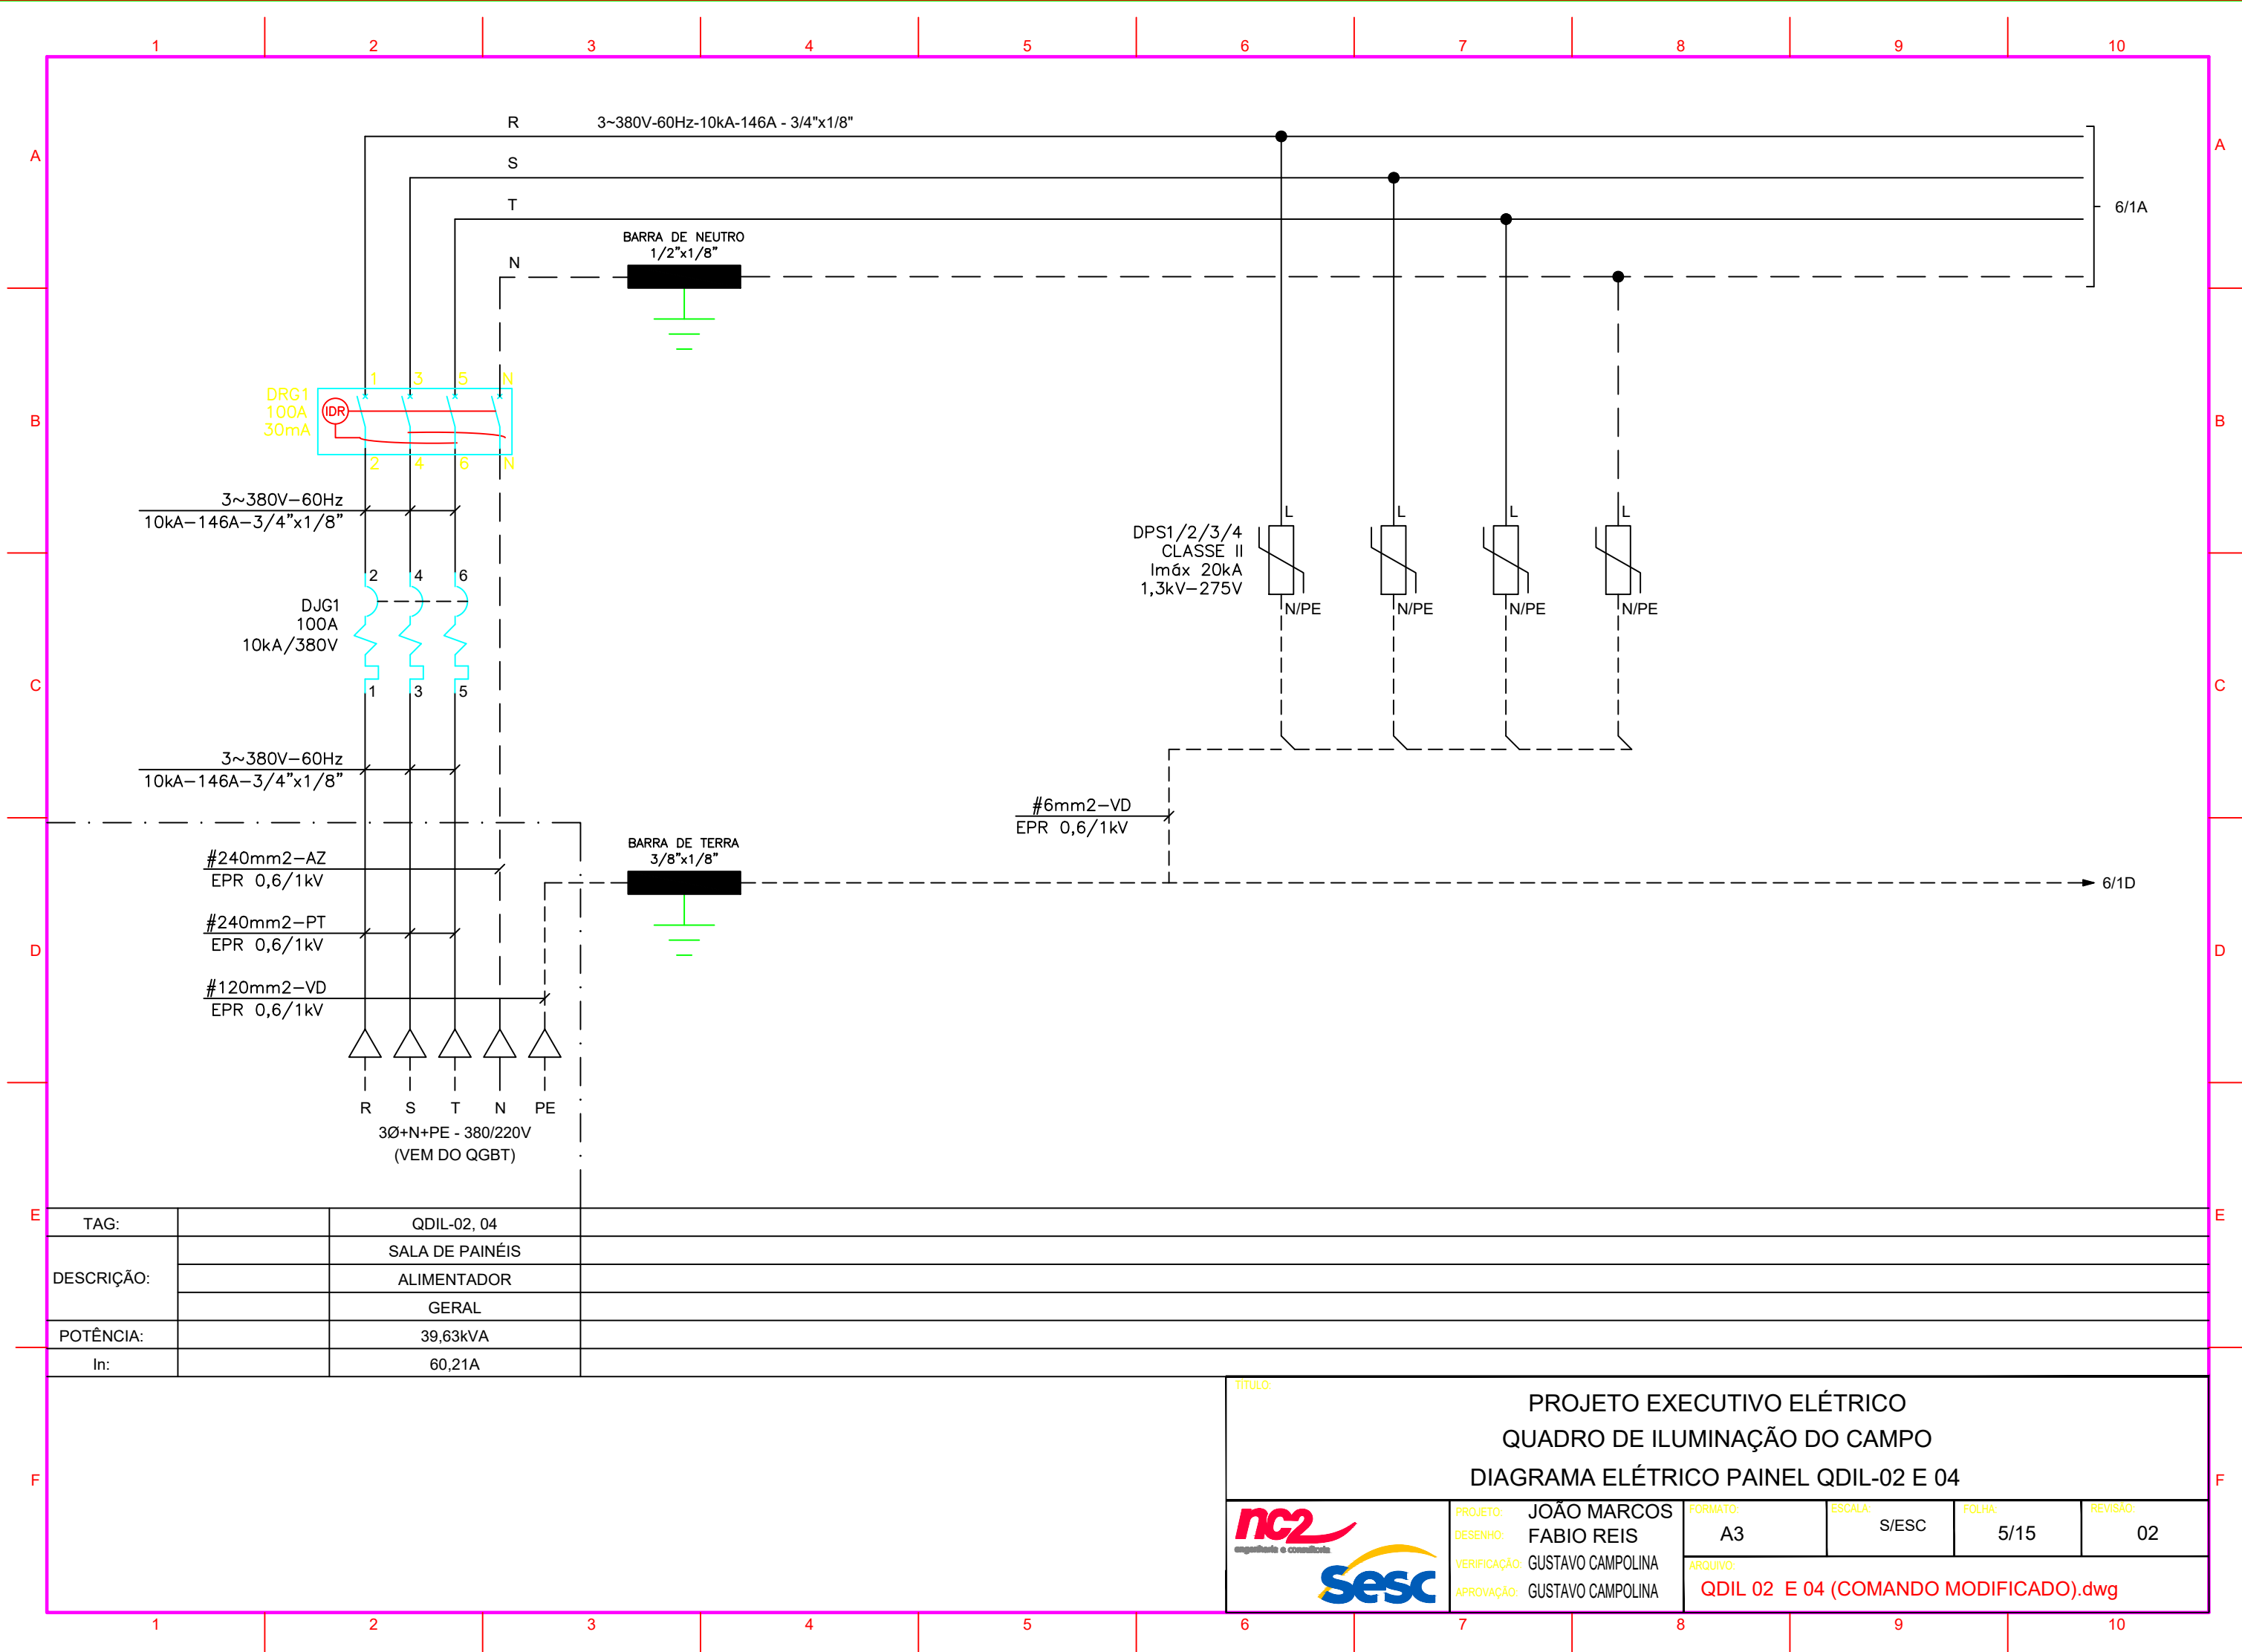 1 2 3 4 5 6 7 8 9 10
R 3~380V-60Hz-10kA-146A - 3/4"x1/8"
A A
S
T
6/1A
BARRA DE NEUTRO
1/2"x1/8"
N
1 3 5 N
DRG1
100A
30mA
IDR
B B
2 4 6 N
3~380V-60Hz
10kA-146A-3/4"x1/8"
L L L L
DPS1/2/3/4
CLASSE II
Imáx 20kA
1,3kV-275V
N/PE N/PE N/PE N/PE
2 4 6
DJG1
100A
10kA/380V
C C
1 3 5
3~380V-60Hz
10kA-146A-3/4"x1/8"
#6mm2-VD
EPR 0,6/1kV
BARRA DE TERRA
3/8"x1/8"
#240mm2-AZ
EPR 0,6/1kV
6/1D
#240mm2-PT
EPR 0,6/1kV
D D
#120mm2-VD
EPR 0,6/1kV
R S T N PE
3Ø+N+PE - 380/220V
(VEM DO QGBT)
E E
TAG: QDIL-02, 04
DESCRIÇÃO: SALA DE PAINÉIS
ALIMENTADOR
GERAL
POTÊNCIA: 39,63kVA
In: 60,21A
TÍTULO:
PROJETO EXECUTIVO ELÉTRICO
QUADRO DE ILUMINAÇÃO DO CAMPO
DIAGRAMA ELÉTRICO PAINEL QDIL-02 E 04
F F
nc2
engenharia e consultoria
Sesc
PROJETO: JOÃO MARCOS
DESENHO: FABIO REIS
VERIFICAÇÃO: GUSTAVO CAMPOLINA
APROVAÇÃO: GUSTAVO CAMPOLINA
FORMATO: A3
ESCALA: S/ESC
FOLHA: 5/15
REVISÃO: 02
ARQUIVO:
QDIL 02 E 04 (COMANDO MODIFICADO).dwg
1 2 3 4 5 6 7 8 9 10